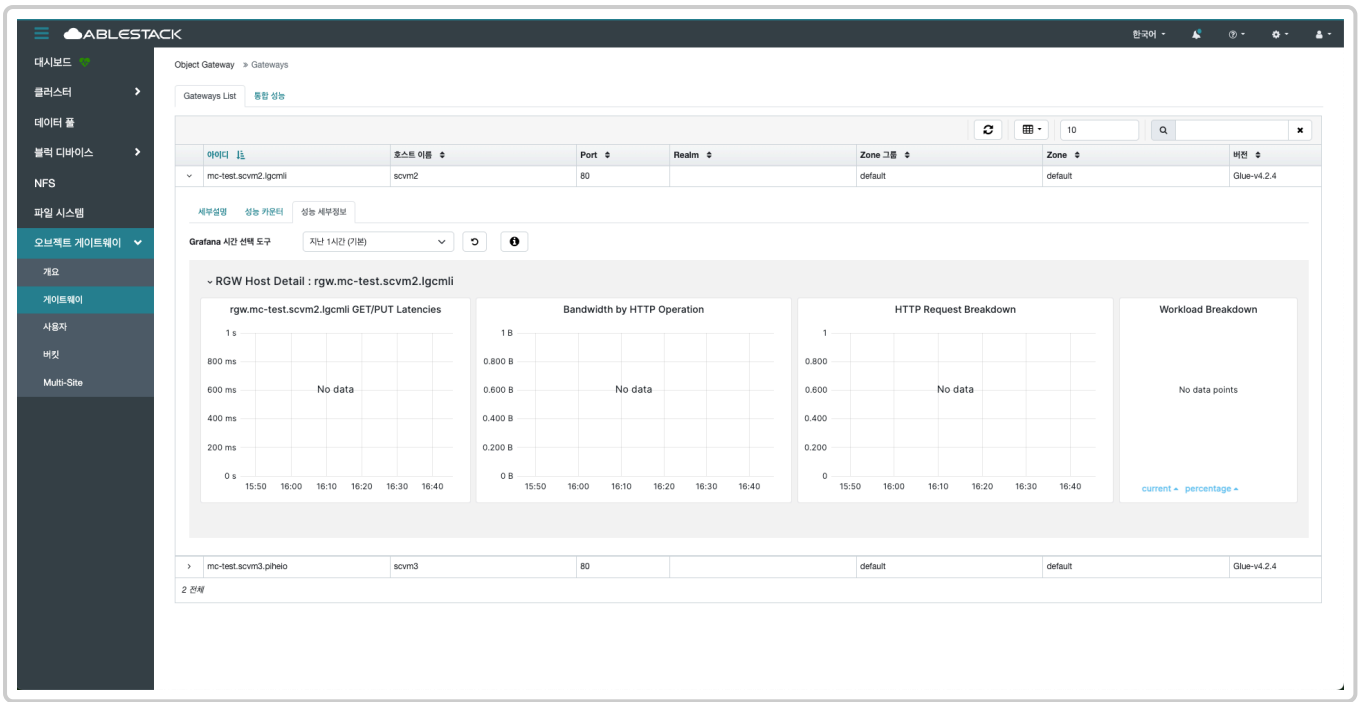 ABLESTACK
한국어
대시보드
클러스터
데이터 풀
블럭 디바이스
NFS
파일 시스템
오브젝트 게이트웨이
개요
게이트웨이
사용자
버킷
Multi-Site
Object Gateway » Gateways
Gateways List 통합 성능
10
아이디 호스트 이름 Port Realm Zone 그룹 Zone 버전
mc-test.scvm2.lgcmli scvm2 80 default default Glue-v4.2.4
세부설명 성능 카운터 성능 세부정보
Grafana 시간 선택 도구 지난 1시간 (기본)
RGW Host Detail : rgw.mc-test.scvm2.lgcmli
rgw.mc-test.scvm2.lgcmli GET/PUT Latencies
1 s
800 ms
600 ms
No data
400 ms
200 ms
0 s
15:50 16:00 16:10 16:20 16:30 16:40
Bandwidth by HTTP Operation
1 B
0.800 B
0.600 B
No data
0.400 B
0.200 B
0 B
15:50 16:00 16:10 16:20 16:30 16:40
HTTP Request Breakdown
1
0.800
0.600
No data
0.400
0.200
0
15:50 16:00 16:10 16:20 16:30 16:40
Workload Breakdown
No data points
current percentage
mc-test.scvm3.piheio scvm3 80 default default Glue-v4.2.4
2 전체